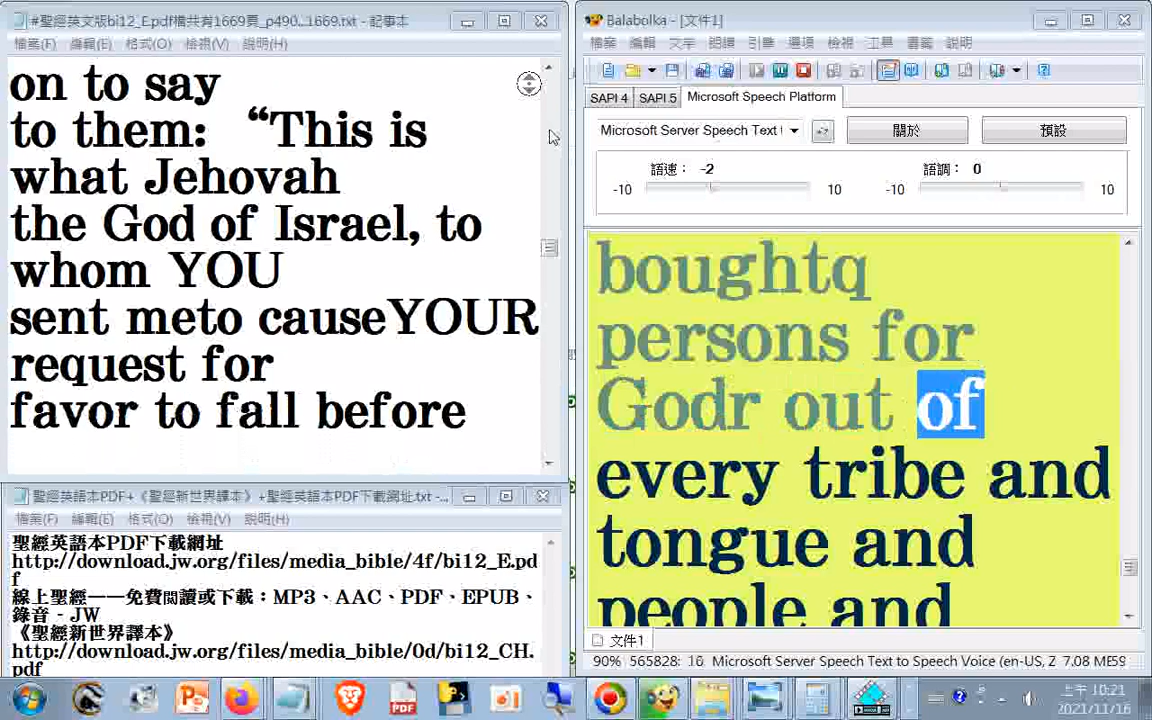 #聖經英文版bi12_E.pdf檔共有1669頁_p490...1669.txt - 記事本
檔案(F) 編輯(E) 格式(O) 檢視(V) 說明(H)
on to say
to them: “This is
what Jehovah
the God of Israel, to
whom YOU
sent meto causeYOUR
request for
favor to fall before
聖經英語本PDF+《聖經新世界譯本》+聖經英語本PDF下載網址.txt -...
檔案(F) 編輯(E) 格式(O) 檢視(V) 說明(H)
聖經英語本PDF下載網址
http://download.jw.org/files/media_bible/4f/bi12_E.pd
f
線上聖經──免費閱讀或下載：MP3、AAC、PDF、EPUB、
錄音 - JW
《聖經新世界譯本》
http://download.jw.org/files/media_bible/0d/bi12_CH.
pdf
Balabolka - [文件1]
檔案 編輯 文字 朗讀 引擎 選項 檢視 工具 書籤 說明
SAPI 4 SAPI 5 Microsoft Speech Platform
Microsoft Server Speech Text 關於 預設
語速： -2 語調： 0
-10 10 -10 10
boughtq
persons for
Godr out of
every tribe and
tongue and
people and
文件1
90% 565828: 10 Microsoft Server Speech Text to Speech Voice (en-US, Z 7.08 ME59
上午 10:21
2021/11/16